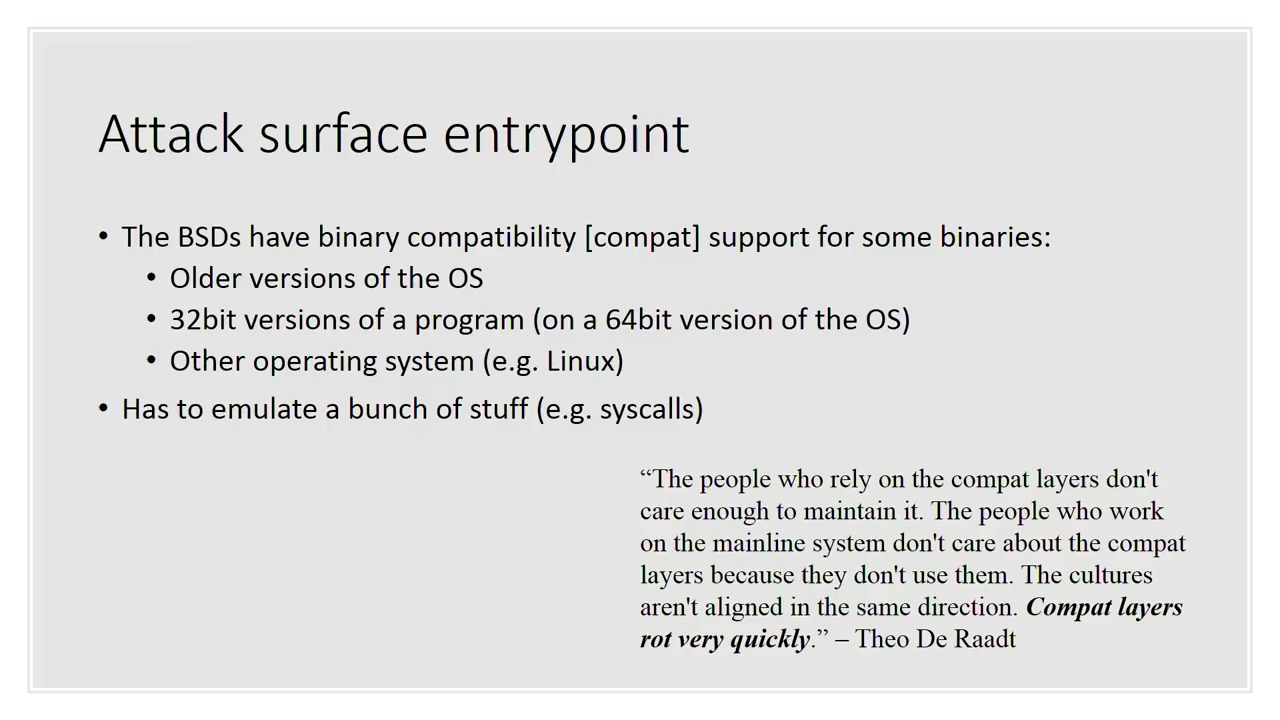 Attack surface entrypoint
• The BSDs have binary compatibility [compat] support for some binaries:
• Older versions of the OS
• 32bit versions of a program (on a 64bit version of the OS)
• Other operating system (e.g. Linux)
• Has to emulate a bunch of stuff (e.g. syscalls)
“The people who rely on the compat layers don't
care enough to maintain it. The people who work
on the mainline system don't care about the compat
layers because they don't use them. The cultures
aren't aligned in the same direction. Compat layers
rot very quickly.” – Theo De Raadt